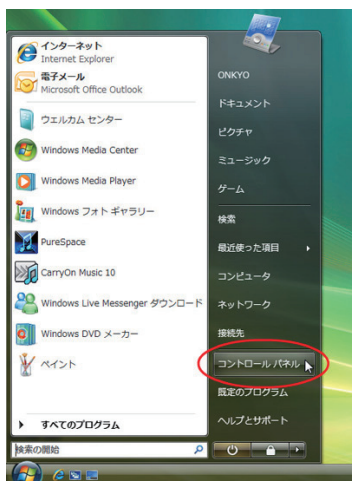 インターネット
Internet Explorer
電子メール
Microsoft Office Outlook
ウェルカム センター
Windows Media Center
Windows Media Player
Windows フォト ギャラリー
PureSpace
CarryOn Music 10
Windows Live Messenger ダウンロード
Windows DVD メーカー
ペイント
すべてのプログラム
検索の開始
ONKYO
ドキュメント
ピクチャ
ミュージック
ゲーム
検索
最近使った項目
コンピュータ
ネットワーク
接続先
コントロール パネル
既定のプログラム
ヘルプとサポート